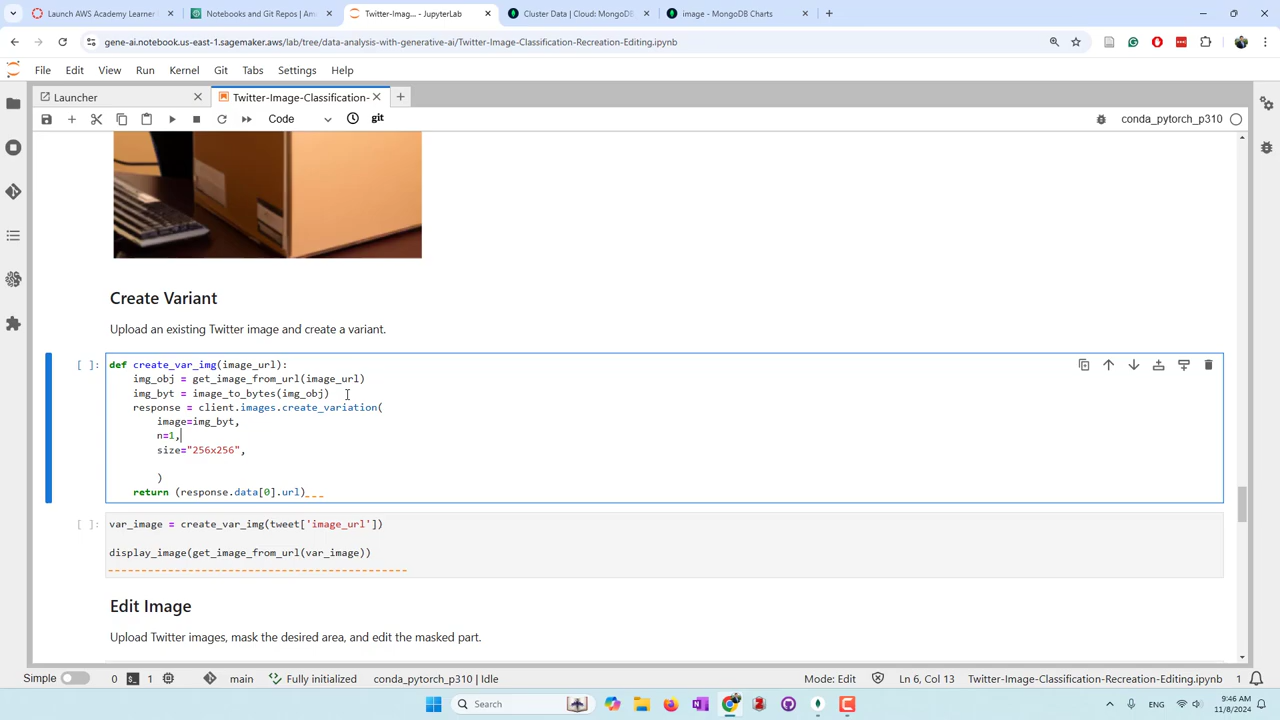 Launch AWS Academy Learner
Notebooks and Git Repos | Am
Twitter-Imag... - JupyterLab
Cluster Data | Cloud: MongoDB
image - MongoDB Charts
gene-ai.notebook.us-east-1.sagemaker.aws/lab/tree/data-analysis-with-generative-ai/Twitter-Image-Classification-Recreation-Editing.ipynb
File Edit View Run Kernel Git Tabs Settings Help
Launcher
Twitter-Image-Classification-
Code
git
conda_pytorch_p310
Create Variant
Upload an existing Twitter image and create a variant.
[ ]:
def create_var_img(image_url):
img_obj = get_image_from_url(image_url)
img_byt = image_to_bytes(img_obj)
response = client.images.create_variation(
image=img_byt,
n=1,
size="256x256",
)
return (response.data[0].url)
[ ]:
var_image = create_var_img(tweet['image_url'])
display_image(get_image_from_url(var_image))
Edit Image
Upload Twitter images, mask the desired area, and edit the masked part.
Simple 0 1 main Fully initialized conda_pytorch_p310 | Idle Mode: Edit Ln 6, Col 13 Twitter-Image-Classification-Recreation-Editing.ipynb 1
Search
ENG
9:46 AM
11/8/2024